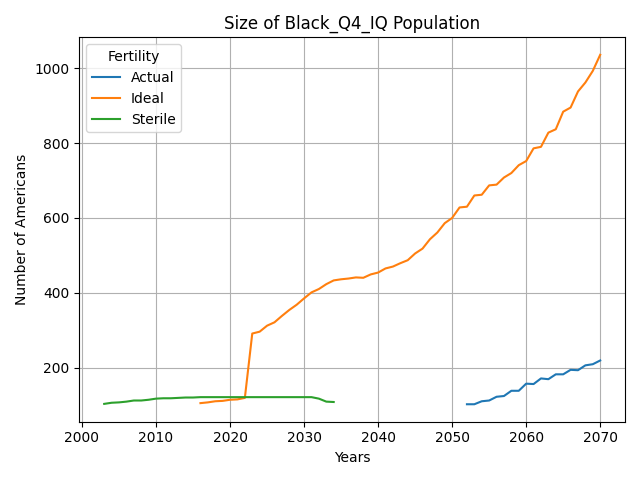 Size of Black_Q4_IQ Population
Fertility
Actual
Ideal
Sterile
Number of Americans
1000
800
600
400
200
2000 2010 2020 2030 2040 2050 2060 2070
Years